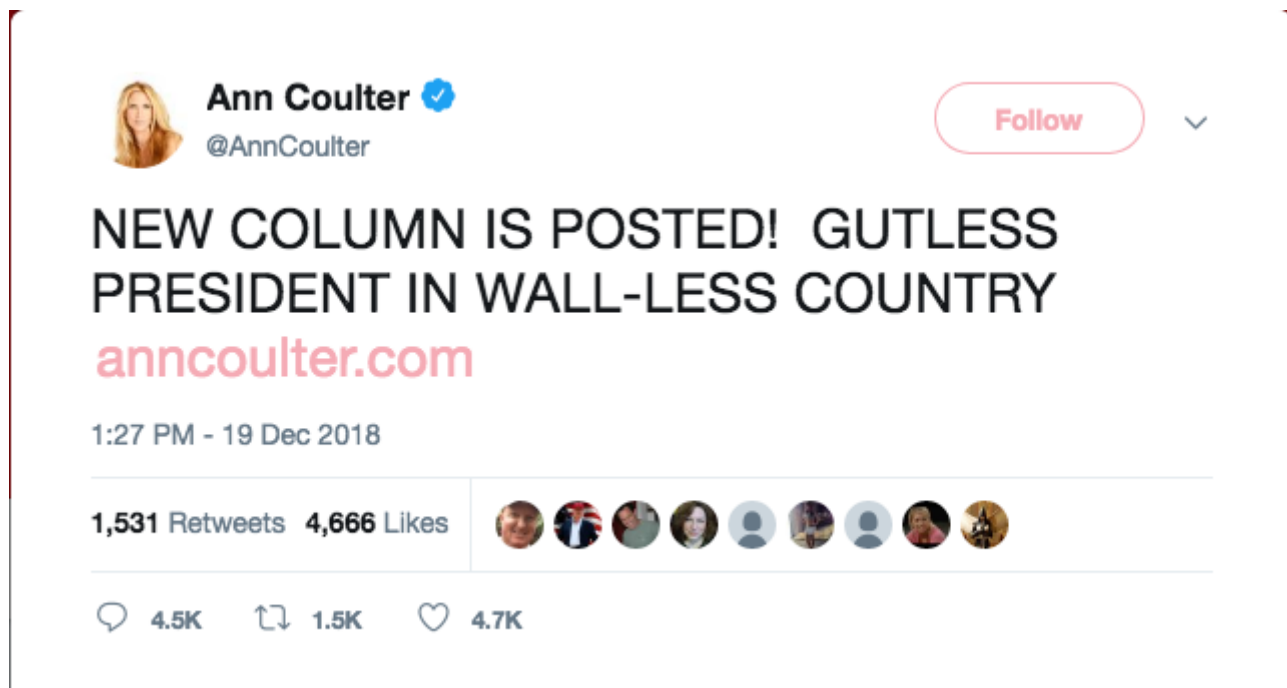 Ann Coulter
@AnnCoulter
Follow
NEW COLUMN IS POSTED!  GUTLESS
PRESIDENT IN WALL-LESS COUNTRY
anncoulter.com
1:27 PM - 19 Dec 2018
1,531 Retweets 4,666 Likes
4.5K 1.5K 4.7K